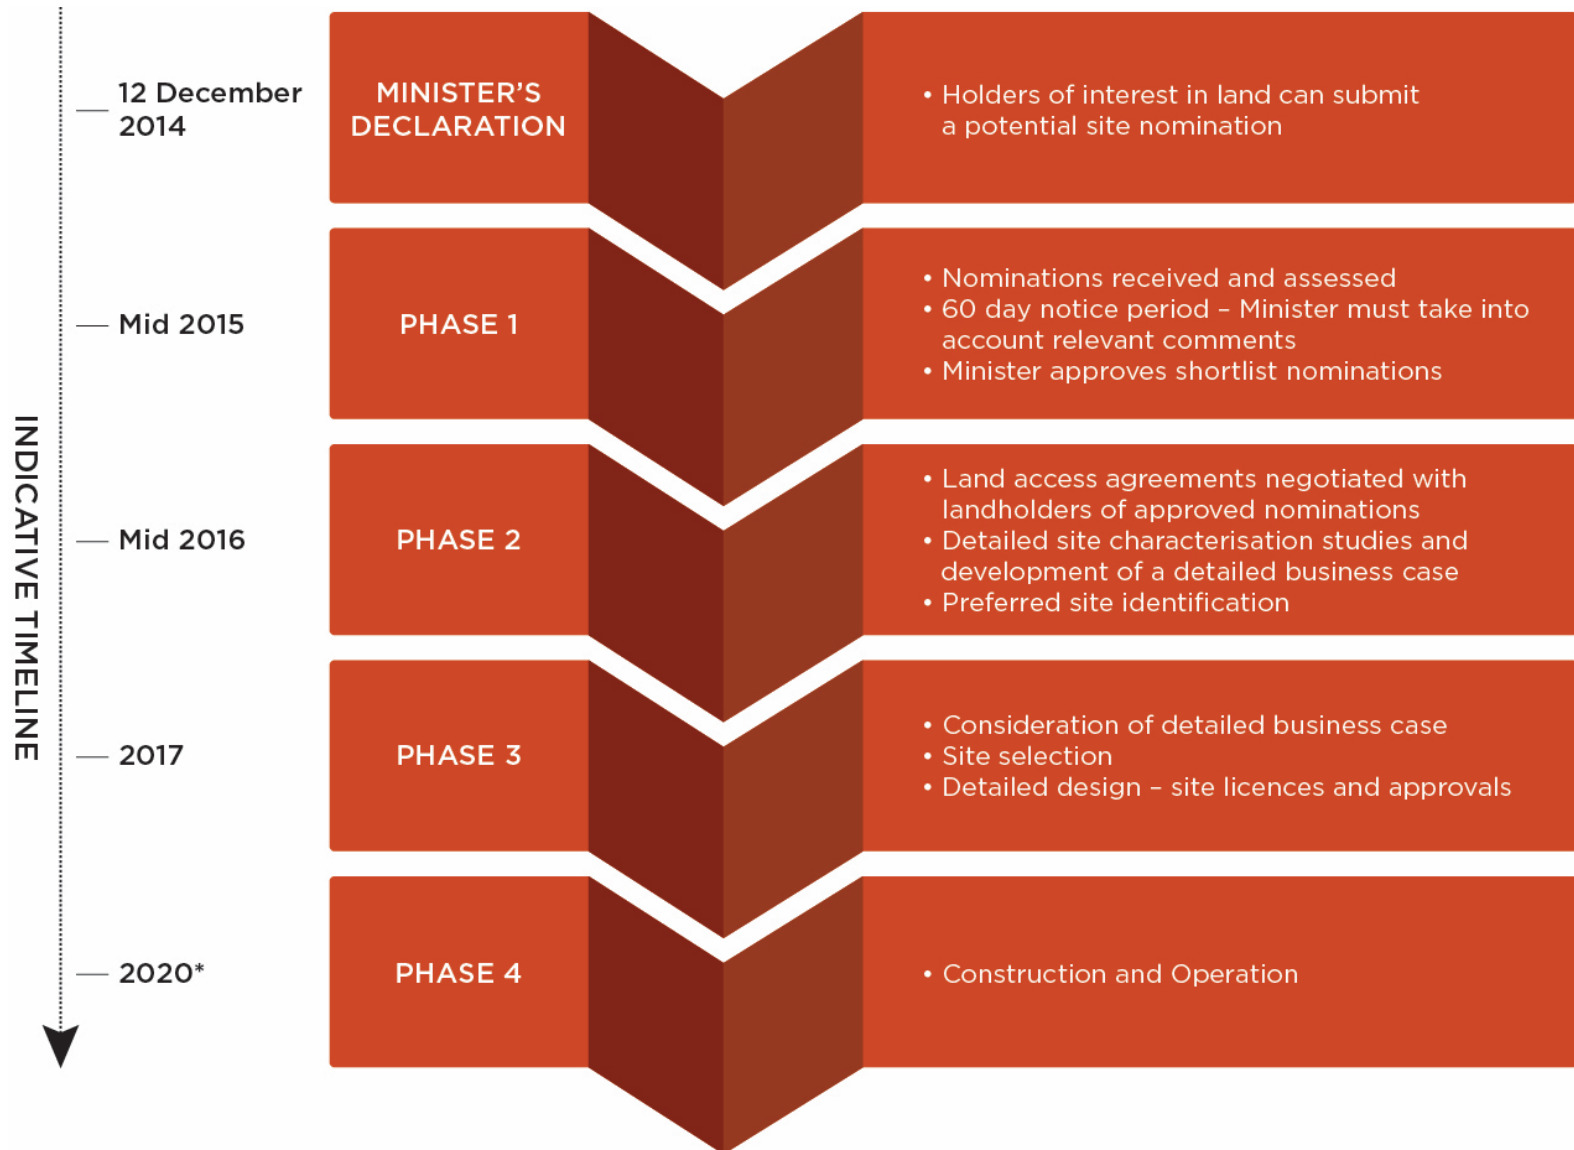 INDICATIVE TIMELINE
12 December
2014
MINISTER'S
DECLARATION
• Holders of interest in land can submit
a potential site nomination
Mid 2015
PHASE 1
• Nominations received and assessed
• 60 day notice period – Minister must take into
account relevant comments
• Minister approves shortlist nominations
Mid 2016
PHASE 2
• Land access agreements negotiated with
landholders of approved nominations
• Detailed site characterisation studies and
development of a detailed business case
• Preferred site identification
2017
PHASE 3
• Consideration of detailed business case
• Site selection
• Detailed design – site licences and approvals
2020*
PHASE 4
• Construction and Operation